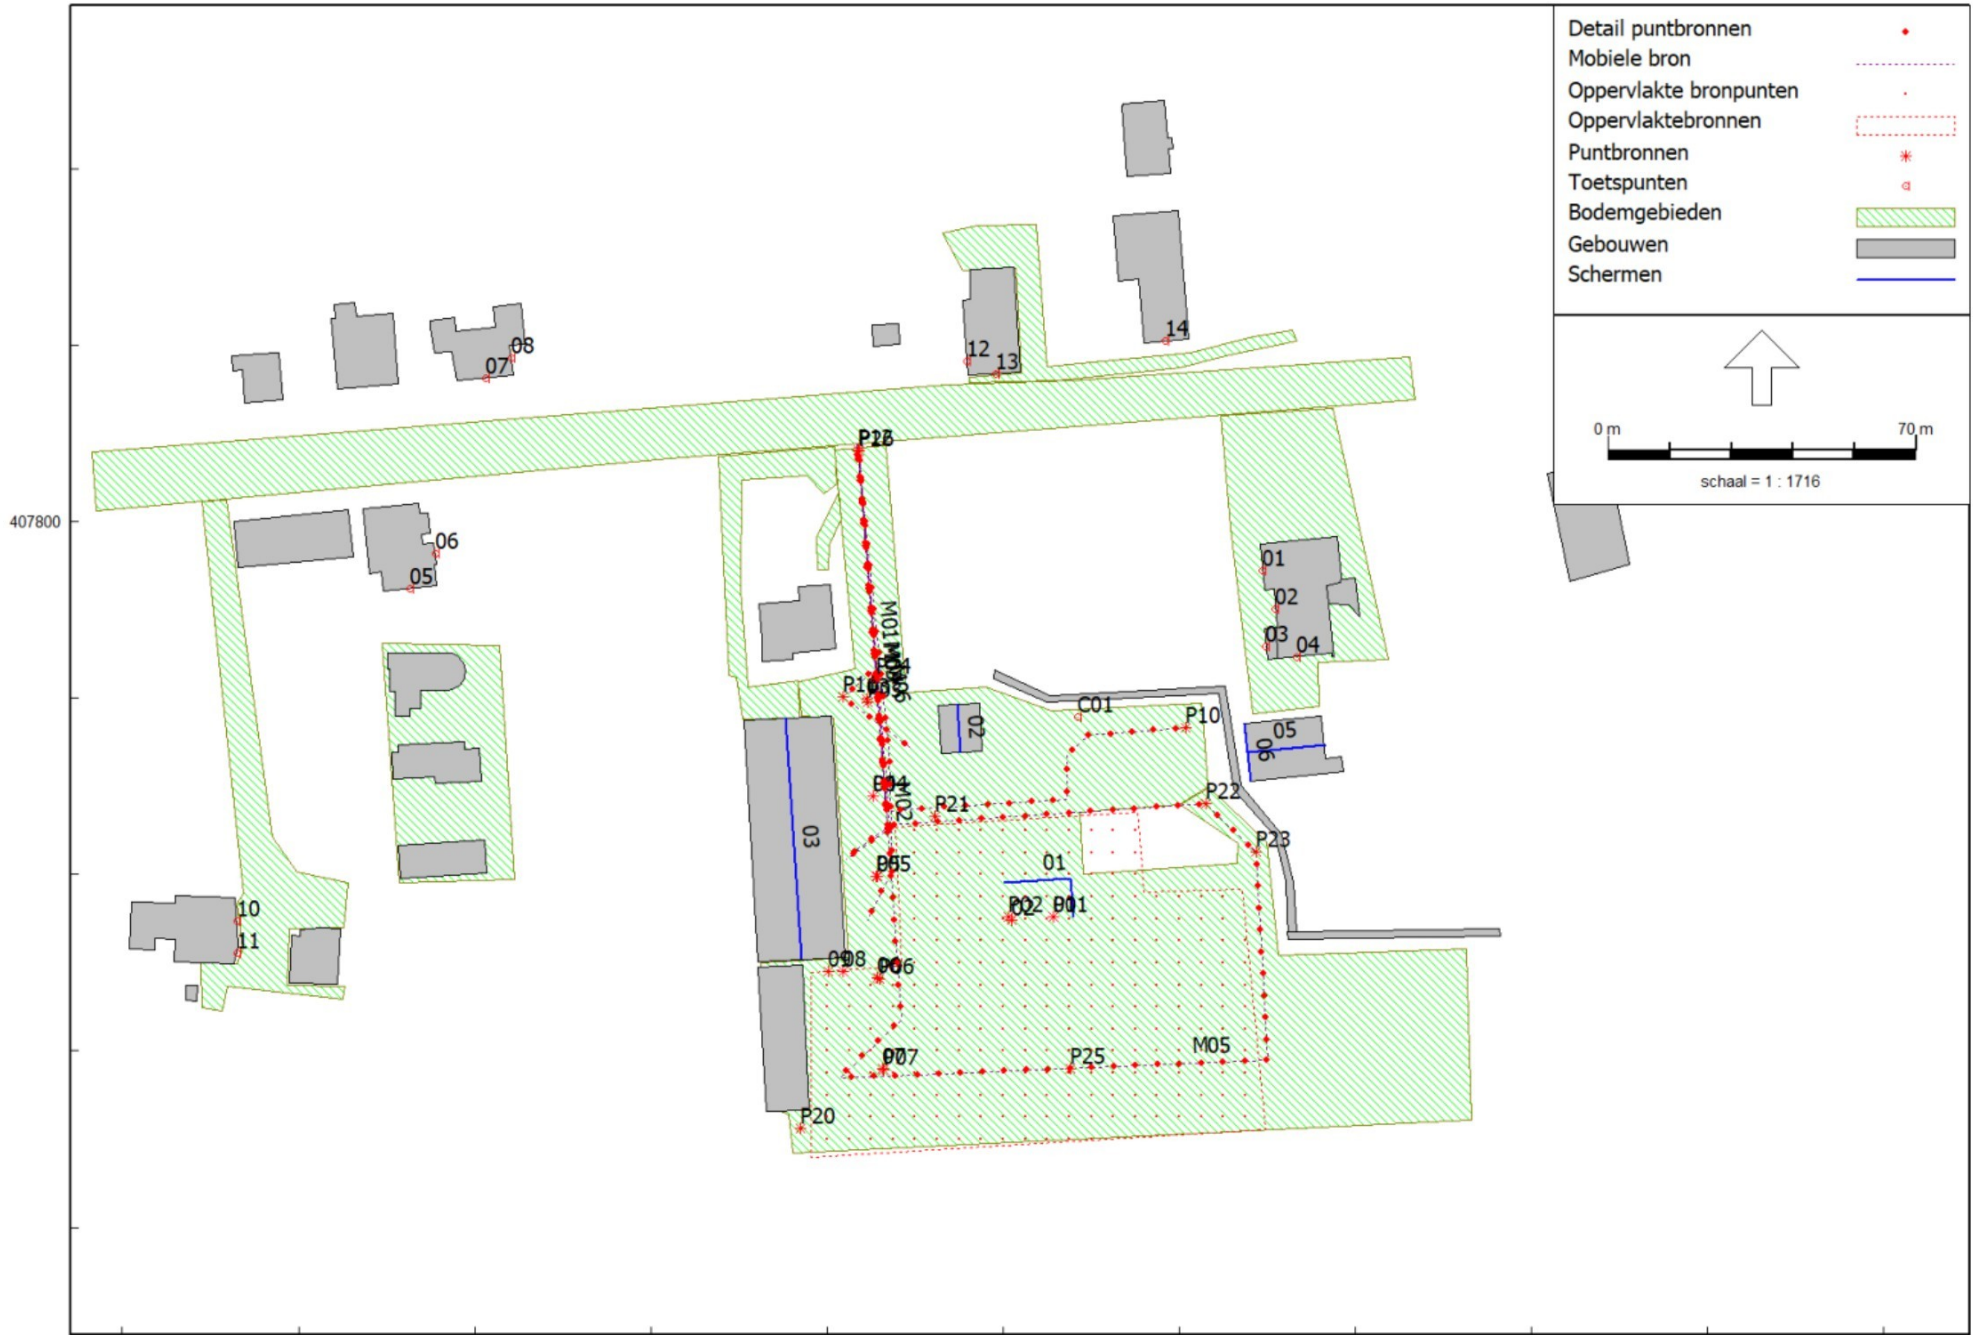 Detail puntbronnen
Mobiele bron
Oppervlakte bronpunten
Oppervlaktebronnen
Puntbronnen
Toetspunten
Bodemgebieden
Gebouwen
Schermen
0 m 70 m
schaal = 1 : 1716
14
08
07
12
13
407800
06
05
01
02
03
04
M01
C01
P10
02
05
06
M02
P21
P22
03
P23
01
10
11
P25
M05
P20